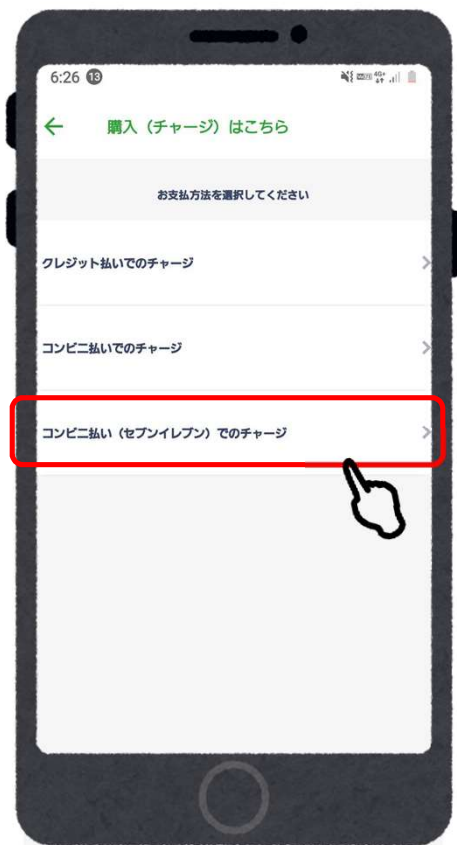 6:26 13
4G+
購入（チャージ）はこちら
お支払方法を選択してください
クレジット払いでのチャージ
コンビニ払いでのチャージ
コンビニ払い（セブンイレブン）でのチャージ